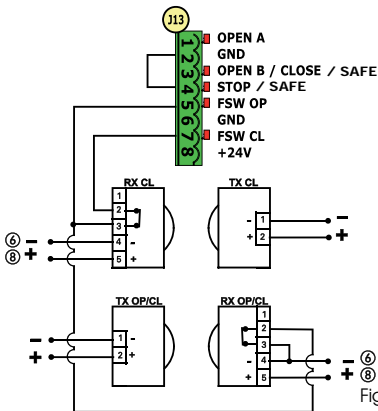 J13
1 OPEN A
2 GND
3 OPEN B / CLOSE / SAFE
4 STOP / SAFE
5 FSW OP
6 GND
7 FSW CL
8 +24V
RX CL
1
2
3
4 -
5 +
⑥ -
⑧ +
TX CL
- 1
+ 2
-
+
TX OP/CL
1 -
2 +
-
+
RX OP/CL
1
2
3
- 4
+ 5
- ⑥
+ ⑧
Fig